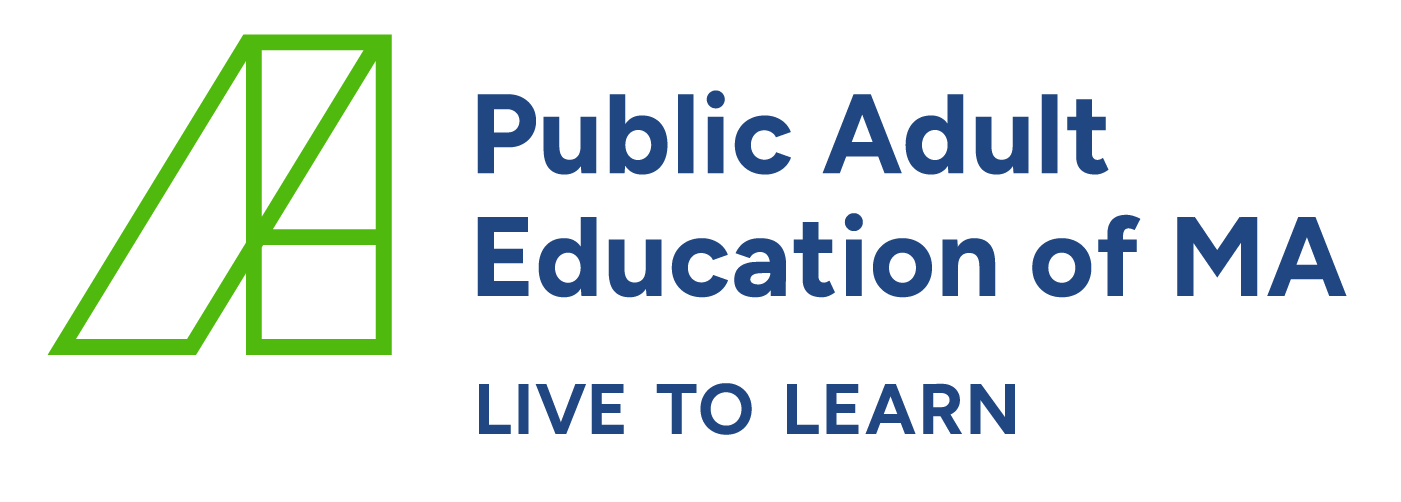 Public Adult
Education of MA
LIVE TO LEARN